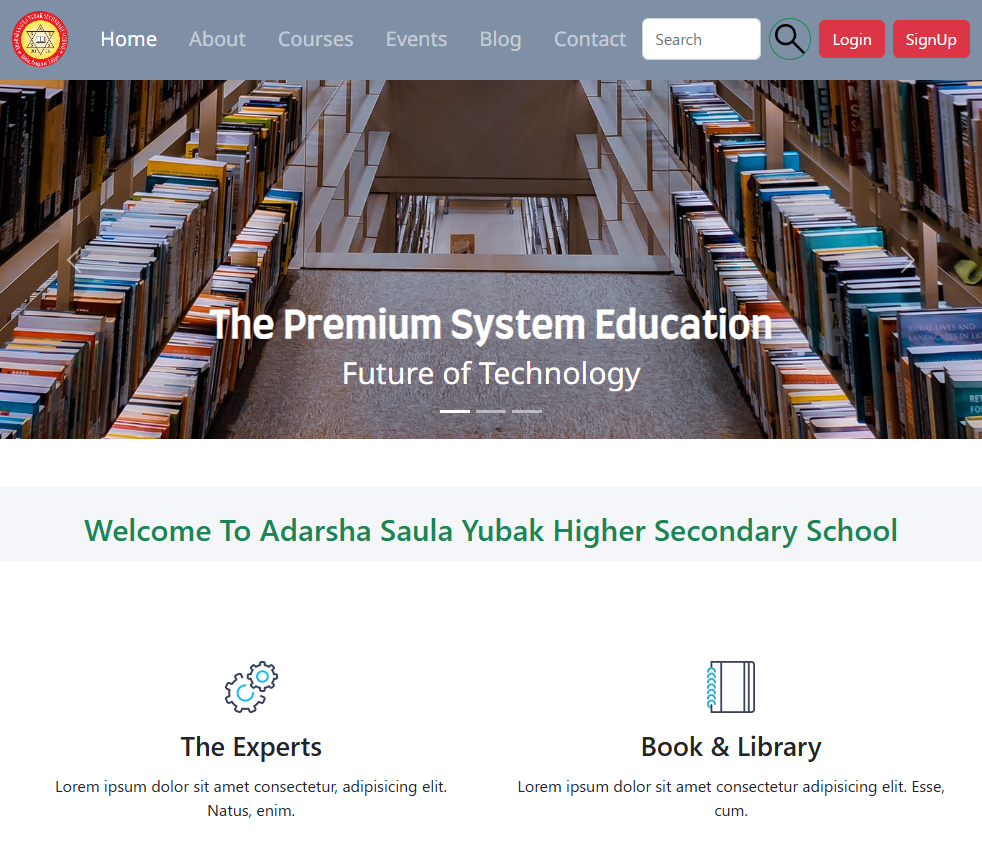 Home About Courses Events Blog Contact Search Login SignUp
The Premium System Education
Future of Technology
Welcome To Adarsha Saula Yubak Higher Secondary School
The Experts
Lorem ipsum dolor sit amet consectetur, adipisicing elit.
Natus, enim.
Book & Library
Lorem ipsum dolor sit amet consectetur adipisicing elit. Esse,
cum.